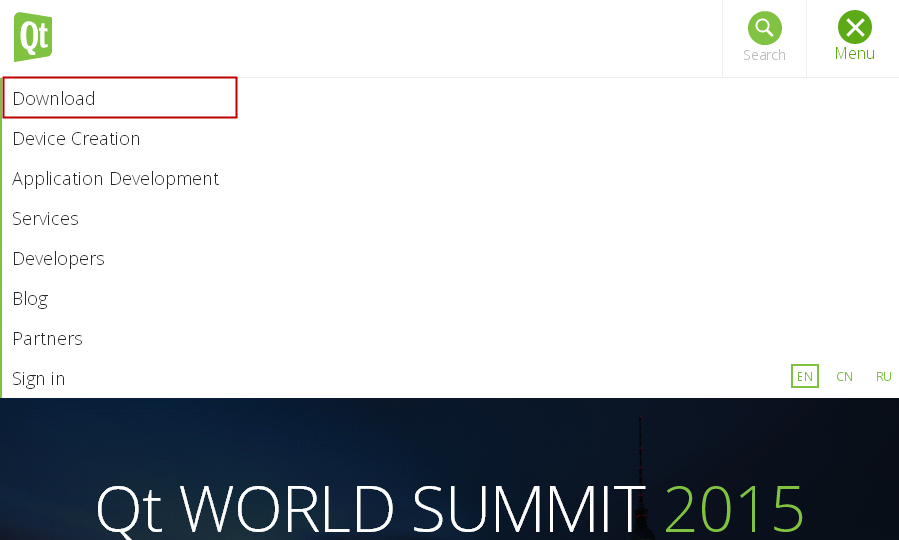 Qt
Search
Menu
Download
Device Creation
Application Development
Services
Developers
Blog
Partners
Sign in
EN CN RU
Qt WORLD SUMMIT 2015